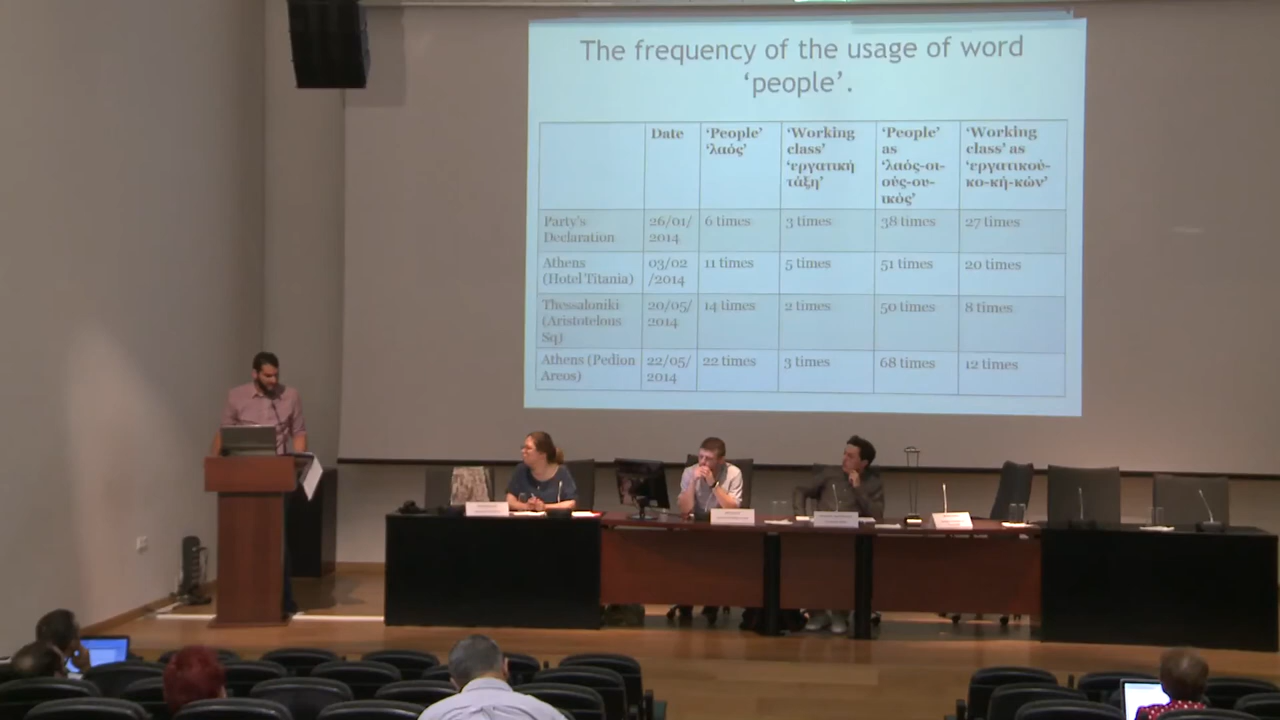 The frequency of the usage of word
‘people’.
Date
‘People’
‘λαός’
‘Working
class’
‘εργατική
τάξη’
‘People’
as
‘λαός-οι-
ούς-ου-
ικός’
‘Working
class’ as
‘εργατικού-
κο-κή-κών’
Party's
Declaration
26/01/
2014
6 times
3 times
38 times
27 times
Athens
(Hotel Titania)
03/02
/2014
11 times
5 times
51 times
20 times
Thessaloniki
(Aristotelous
Sq)
20/05/
2014
14 times
2 times
50 times
8 times
Athens (Pedion
Areos)
22/05/
2014
22 times
3 times
68 times
12 times